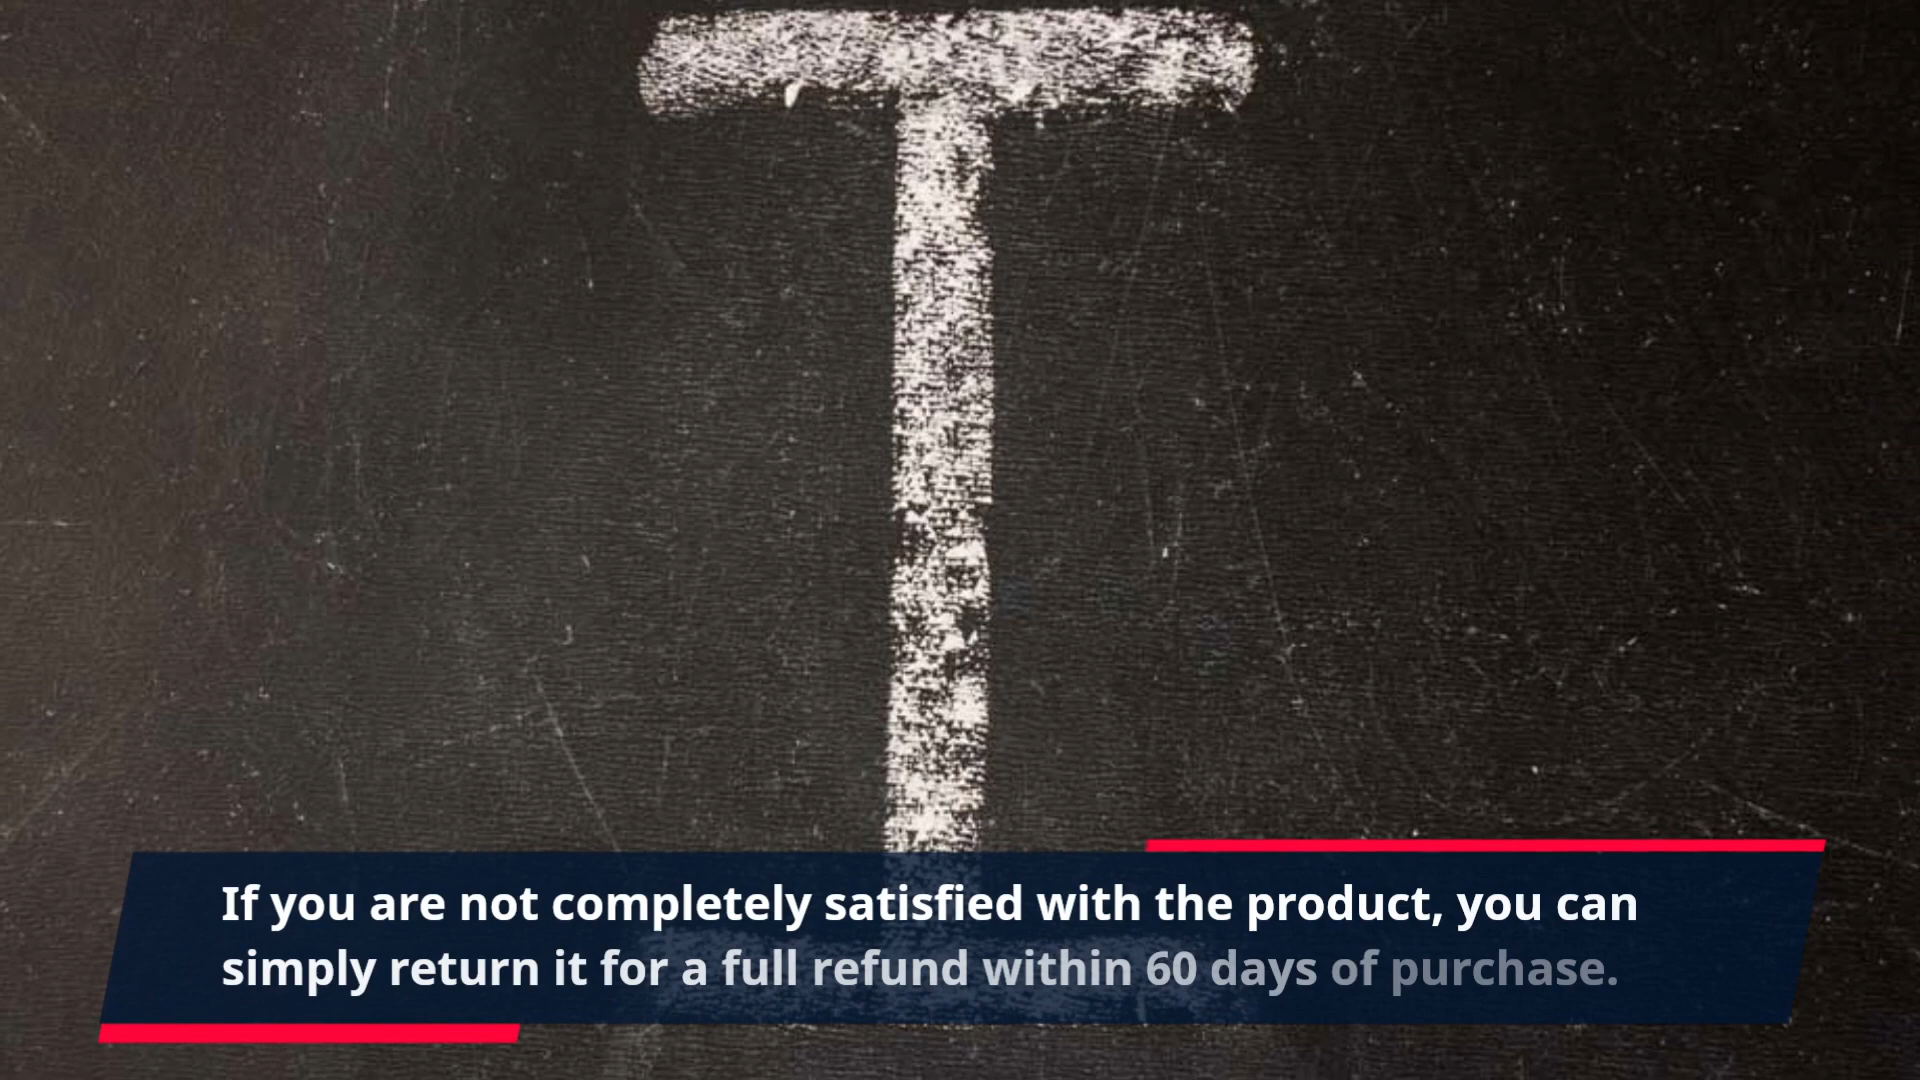 I
If you are not completely satisfied with the product, you can
simply return it for a full refund within 60 days of purchase.